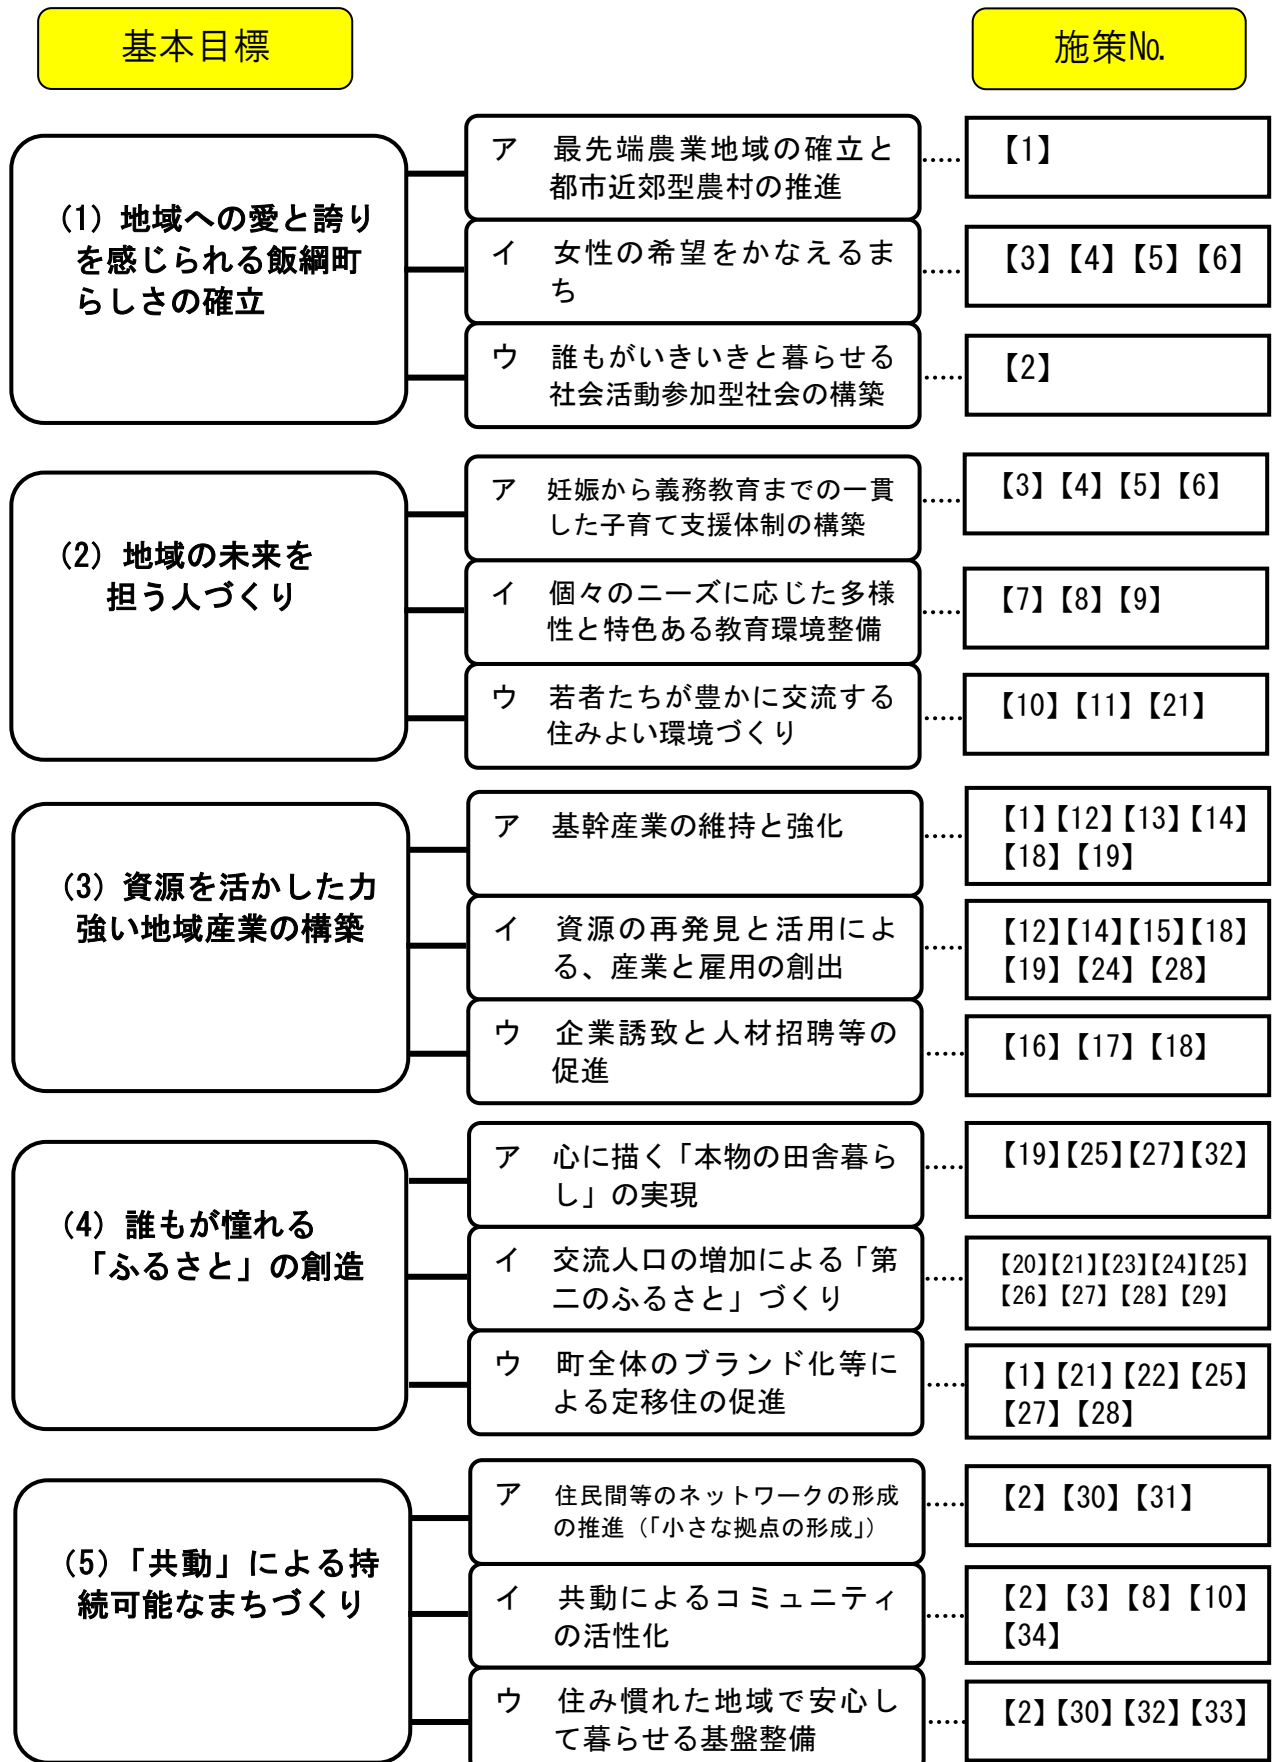 基本目標
施策№
(1) 地域への愛と誇り
を感じられる飯綱町
らしさの確立
ア 最先端農業地域の確立と
都市近郊型農村の推進
【1】
イ 女性の希望をかなえるま
ち
【3】【4】【5】【6】
ウ 誰もがいきいきと暮らせる
社会活動参加型社会の構築
【2】
(2) 地域の未来を
担う人づくり
ア 妊娠から義務教育までの一貫
した子育て支援体制の構築
【3】【4】【5】【6】
イ 個々のニーズに応じた多様
性と特色ある教育環境整備
【7】【8】【9】
ウ 若者たちが豊かに交流する
住みよい環境づくり
【10】【11】【21】
(3) 資源を活かした力
強い地域産業の構築
ア 基幹産業の維持と強化
【1】【12】【13】【14】
【18】【19】
イ 資源の再発見と活用によ
る、産業と雇用の創出
【12】【14】【15】【18】
【19】【24】【28】
ウ 企業誘致と人材招聘等の
促進
【16】【17】【18】
(4) 誰もが憧れる
「ふるさと」の創造
ア 心に描く「本物の田舎暮ら
し」の実現
【19】【25】【27】【32】
イ 交流人口の増加による「第
二のふるさと」づくり
【20】【21】【23】【24】【25】
【26】【27】【28】【29】
ウ 町全体のブランド化等に
よる定移住の促進
【1】【21】【22】【25】
【27】【28】
(5)「共動」による持
続可能なまちづくり
ア 住民間等のネットワークの形成
の推進（「小さな拠点の形成」）
【2】【30】【31】
イ 共動によるコミュニティ
の活性化
【2】【3】【8】【10】
【34】
ウ 住み慣れた地域で安心し
て暮らせる基盤整備
【2】【30】【32】【33】